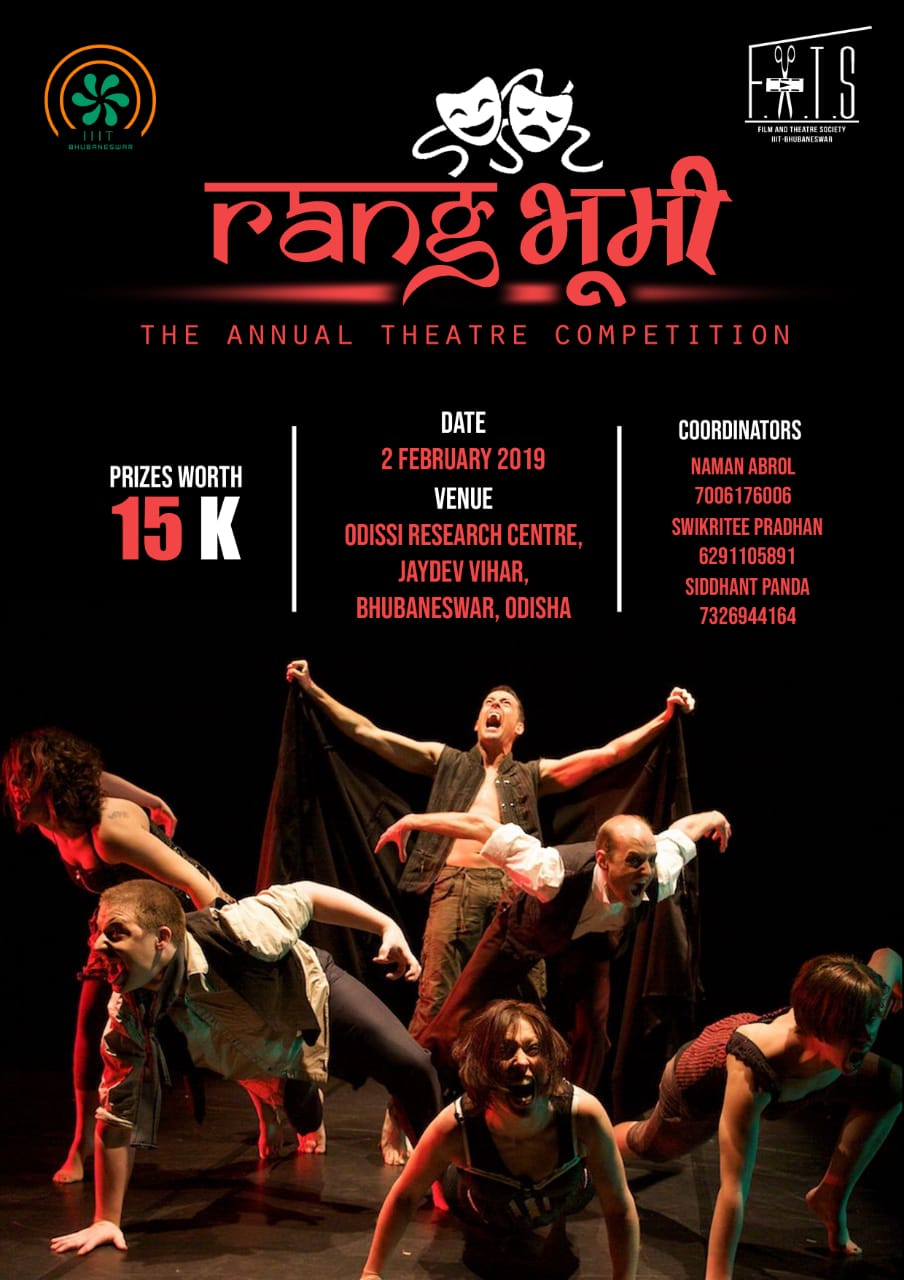 IIIT
BHUBANESWAR
F.A.T.S
FILM AND THEATRE SOCIETY
IIIT-BHUBANESWAR
rang भूमी
THE ANNUAL THEATRE COMPETITION
PRIZES WORTH
15 K
DATE
2 FEBRUARY 2019
VENUE
ODISSI RESEARCH CENTRE,
JAYDEV VIHAR,
BHUBANESWAR, ODISHA
COORDINATORS
NAMAN ABROL
7006176006
SWIKRITEE PRADHAN
6291105891
SIDDHANT PANDA
7326944164